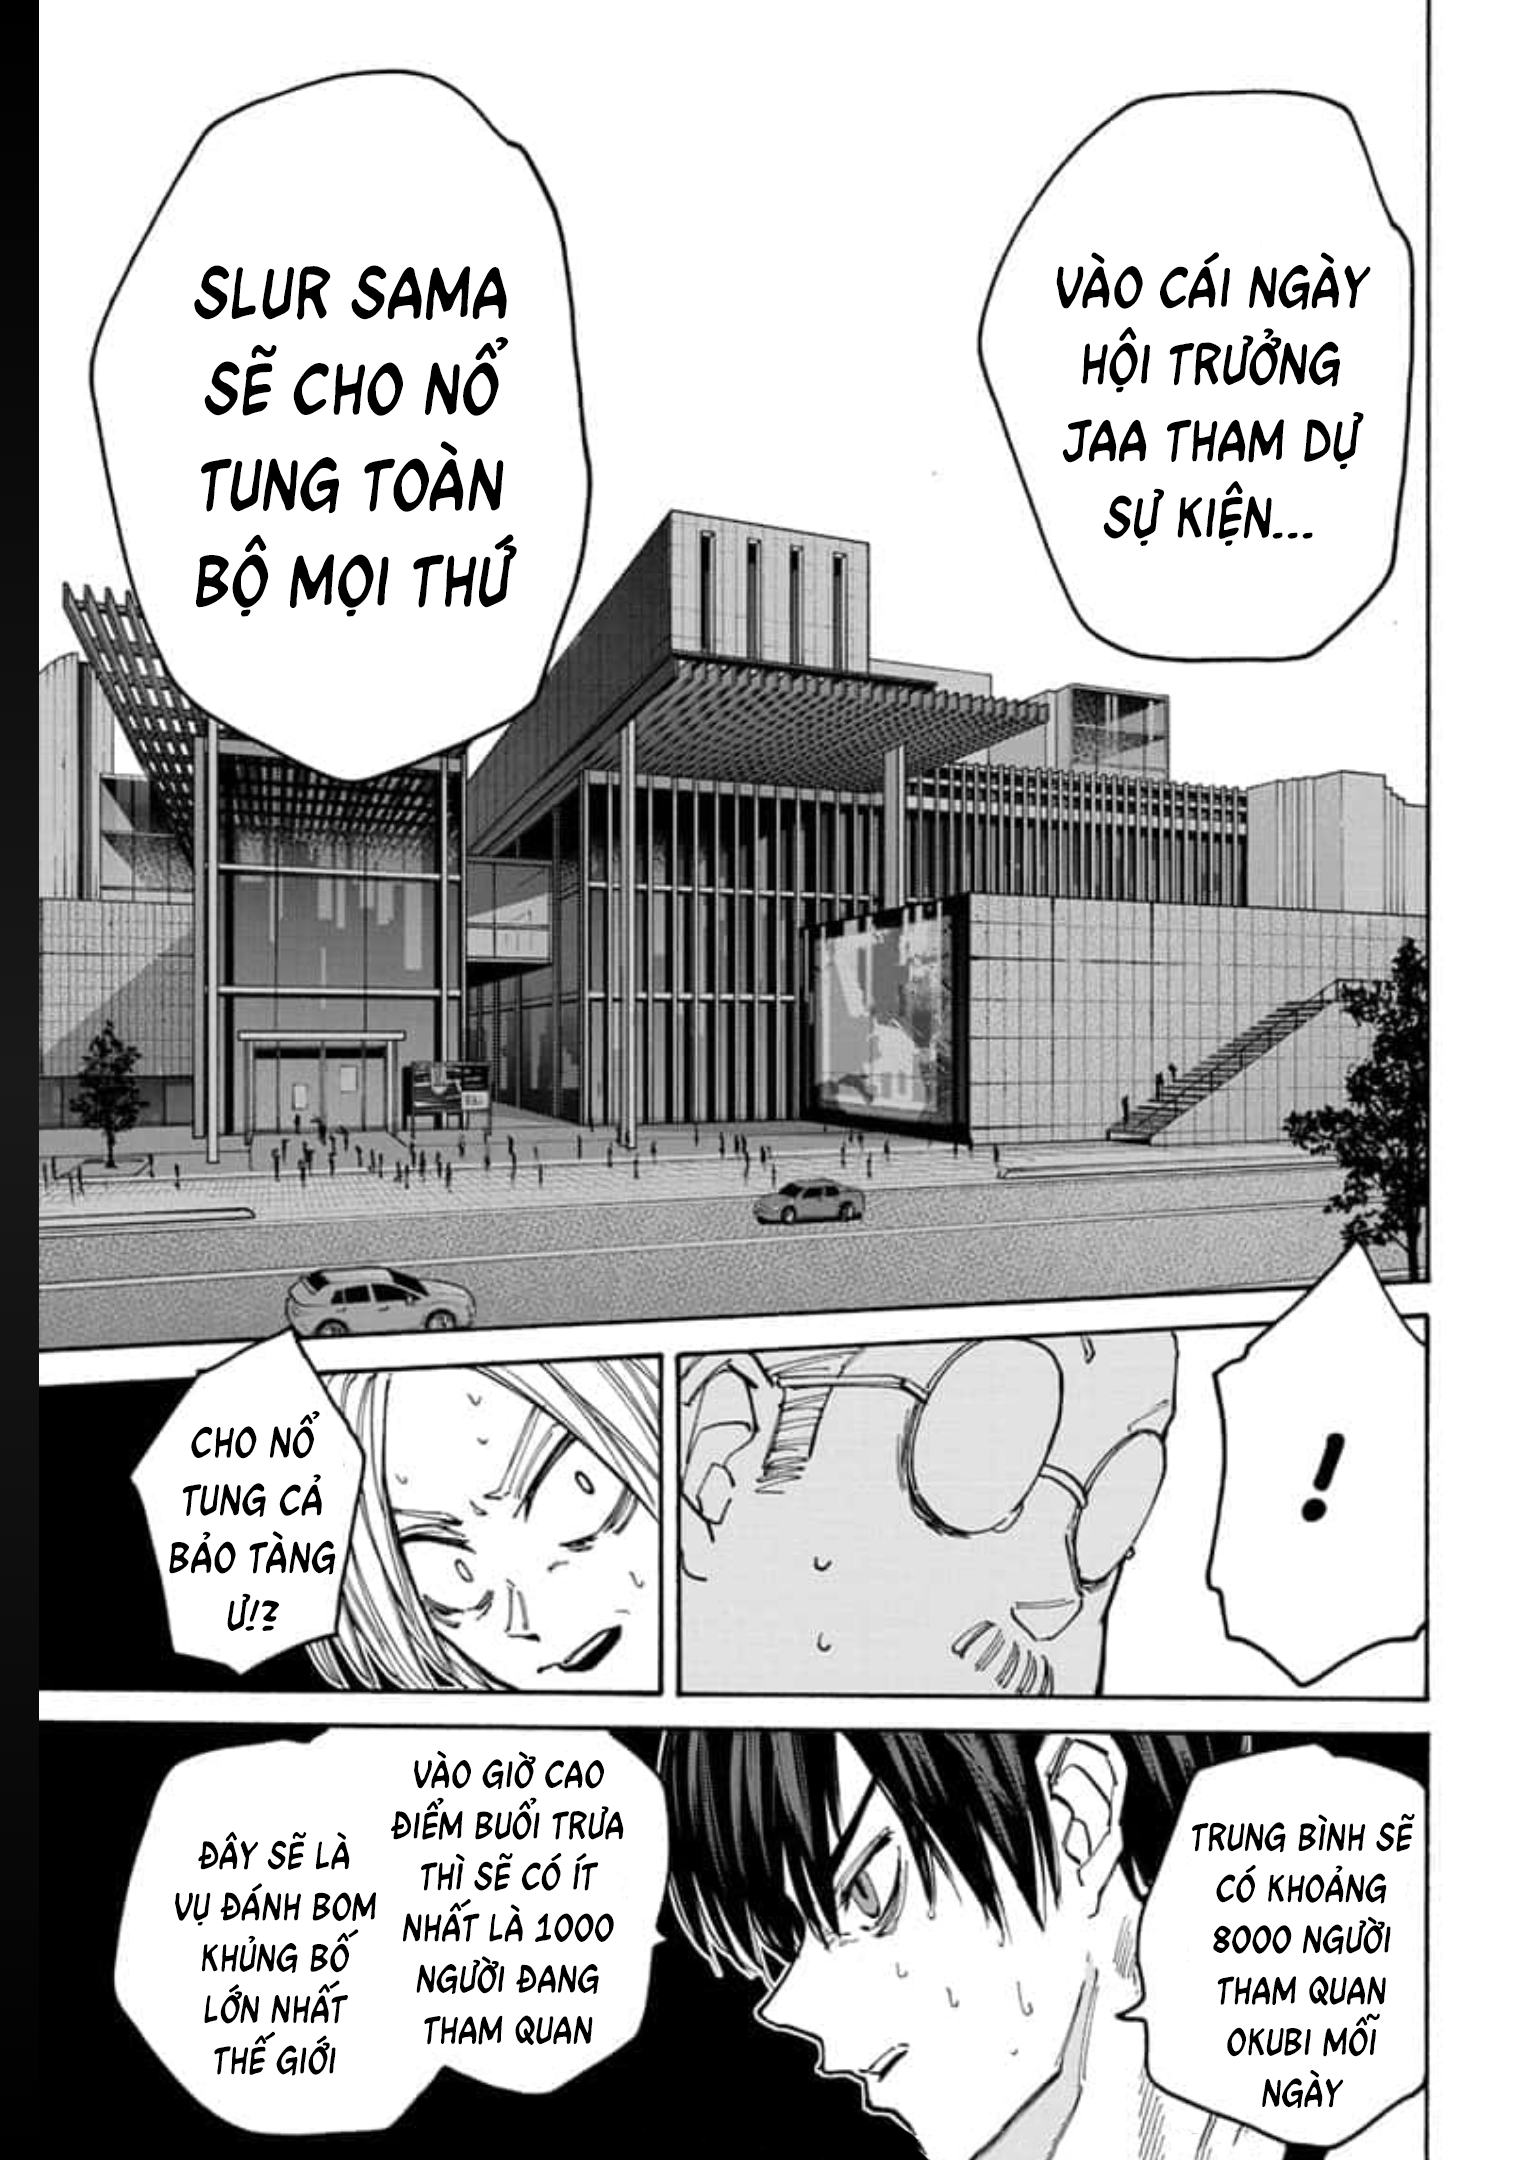 VÀO CÁI NGÀY
HỘI TRƯỞNG
JAA THAM DỰ
SỰ KIỆN...
SLUR SAMA
SẼ CHO NỔ
TUNG TOÀN
BỘ MỌI THỨ
!
CHO NỔ
TUNG CẢ
BẢO TÀNG
Ư!?
TRUNG BÌNH SẼ
CÓ KHOẢNG
8000 NGƯỜI
THAM QUAN
OKUBI MỖI
NGÀY
VÀO GIỜ CAO
ĐIỂM BUỔI TRƯA
THÌ SẼ CÓ ÍT
NHẤT LÀ 1000
NGƯỜI ĐANG
THAM QUAN
ĐÂY SẼ LÀ
VỤ ĐÁNH BOM
KHỦNG BỐ
LỚN NHẤT
THẾ GIỚI